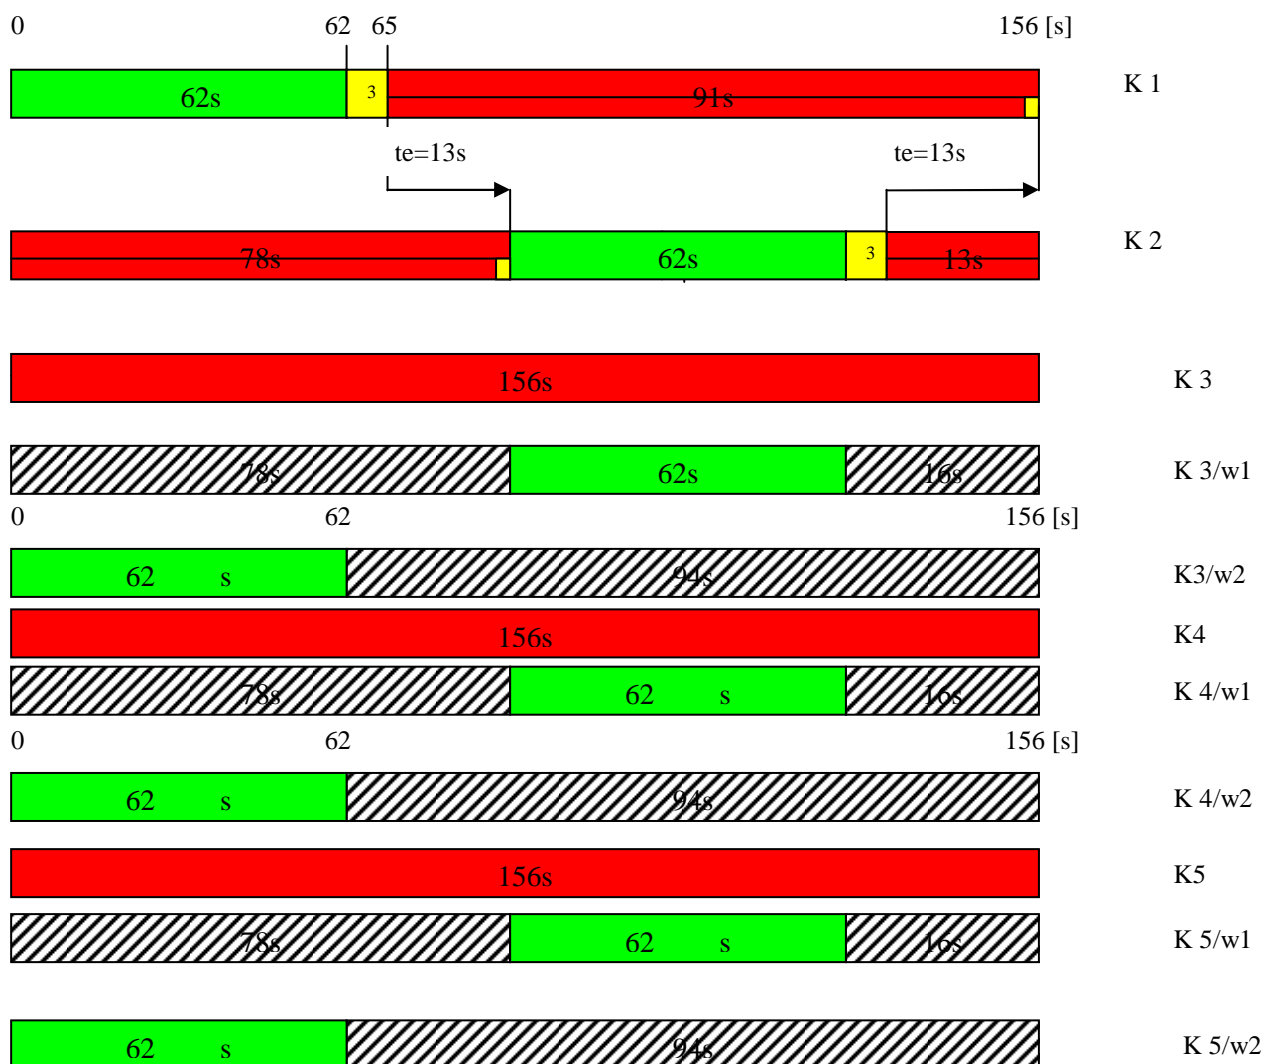 0 62 65 156 [s]
62s 3 91s K 1
te=13s te=13s
78s 62s 3 13s K 2
156s K 3
78s 62s 16s K 3/w1
0 62 156 [s]
62 s 94s K3/w2
156s K4
78s 62 s 16s K 4/w1
0 62 156 [s]
62 s 94s K 4/w2
156s K5
78s 62 s 16s K 5/w1
62 s 94s K 5/w2